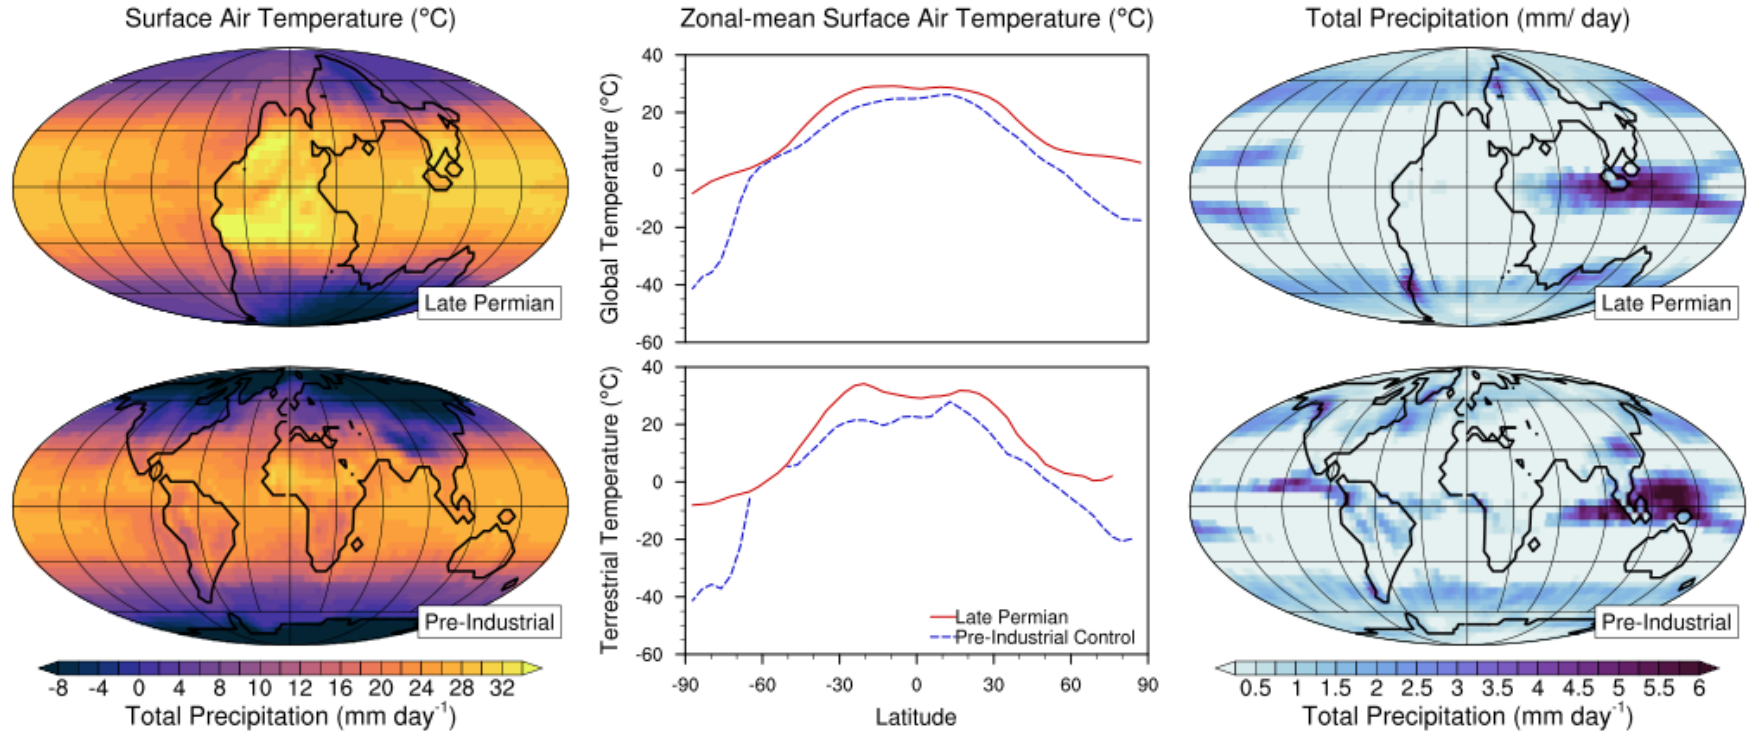 Surface Air Temperature (°C)
Zonal-mean Surface Air Temperature (°C)
Total Precipitation (mm/ day)
Late Permian
Global Temperature (°C)
40
20
0
-20
-40
-60
Late Permian
Pre-Industrial
-8 -4 0 4 8 10 12 16 20 24 28 32
Total Precipitation (mm day-1)
Terrestrial Temperature (°C)
40
20
0
-20
-40
-60
Late Permian
Pre-Industrial Control
-90 -60 -30 0 30 60 90
Latitude
Pre-Industrial
0.5 1 1.5 2 2.5 3 3.5 4 4.5 5 5.5 6
Total Precipitation (mm day-1)